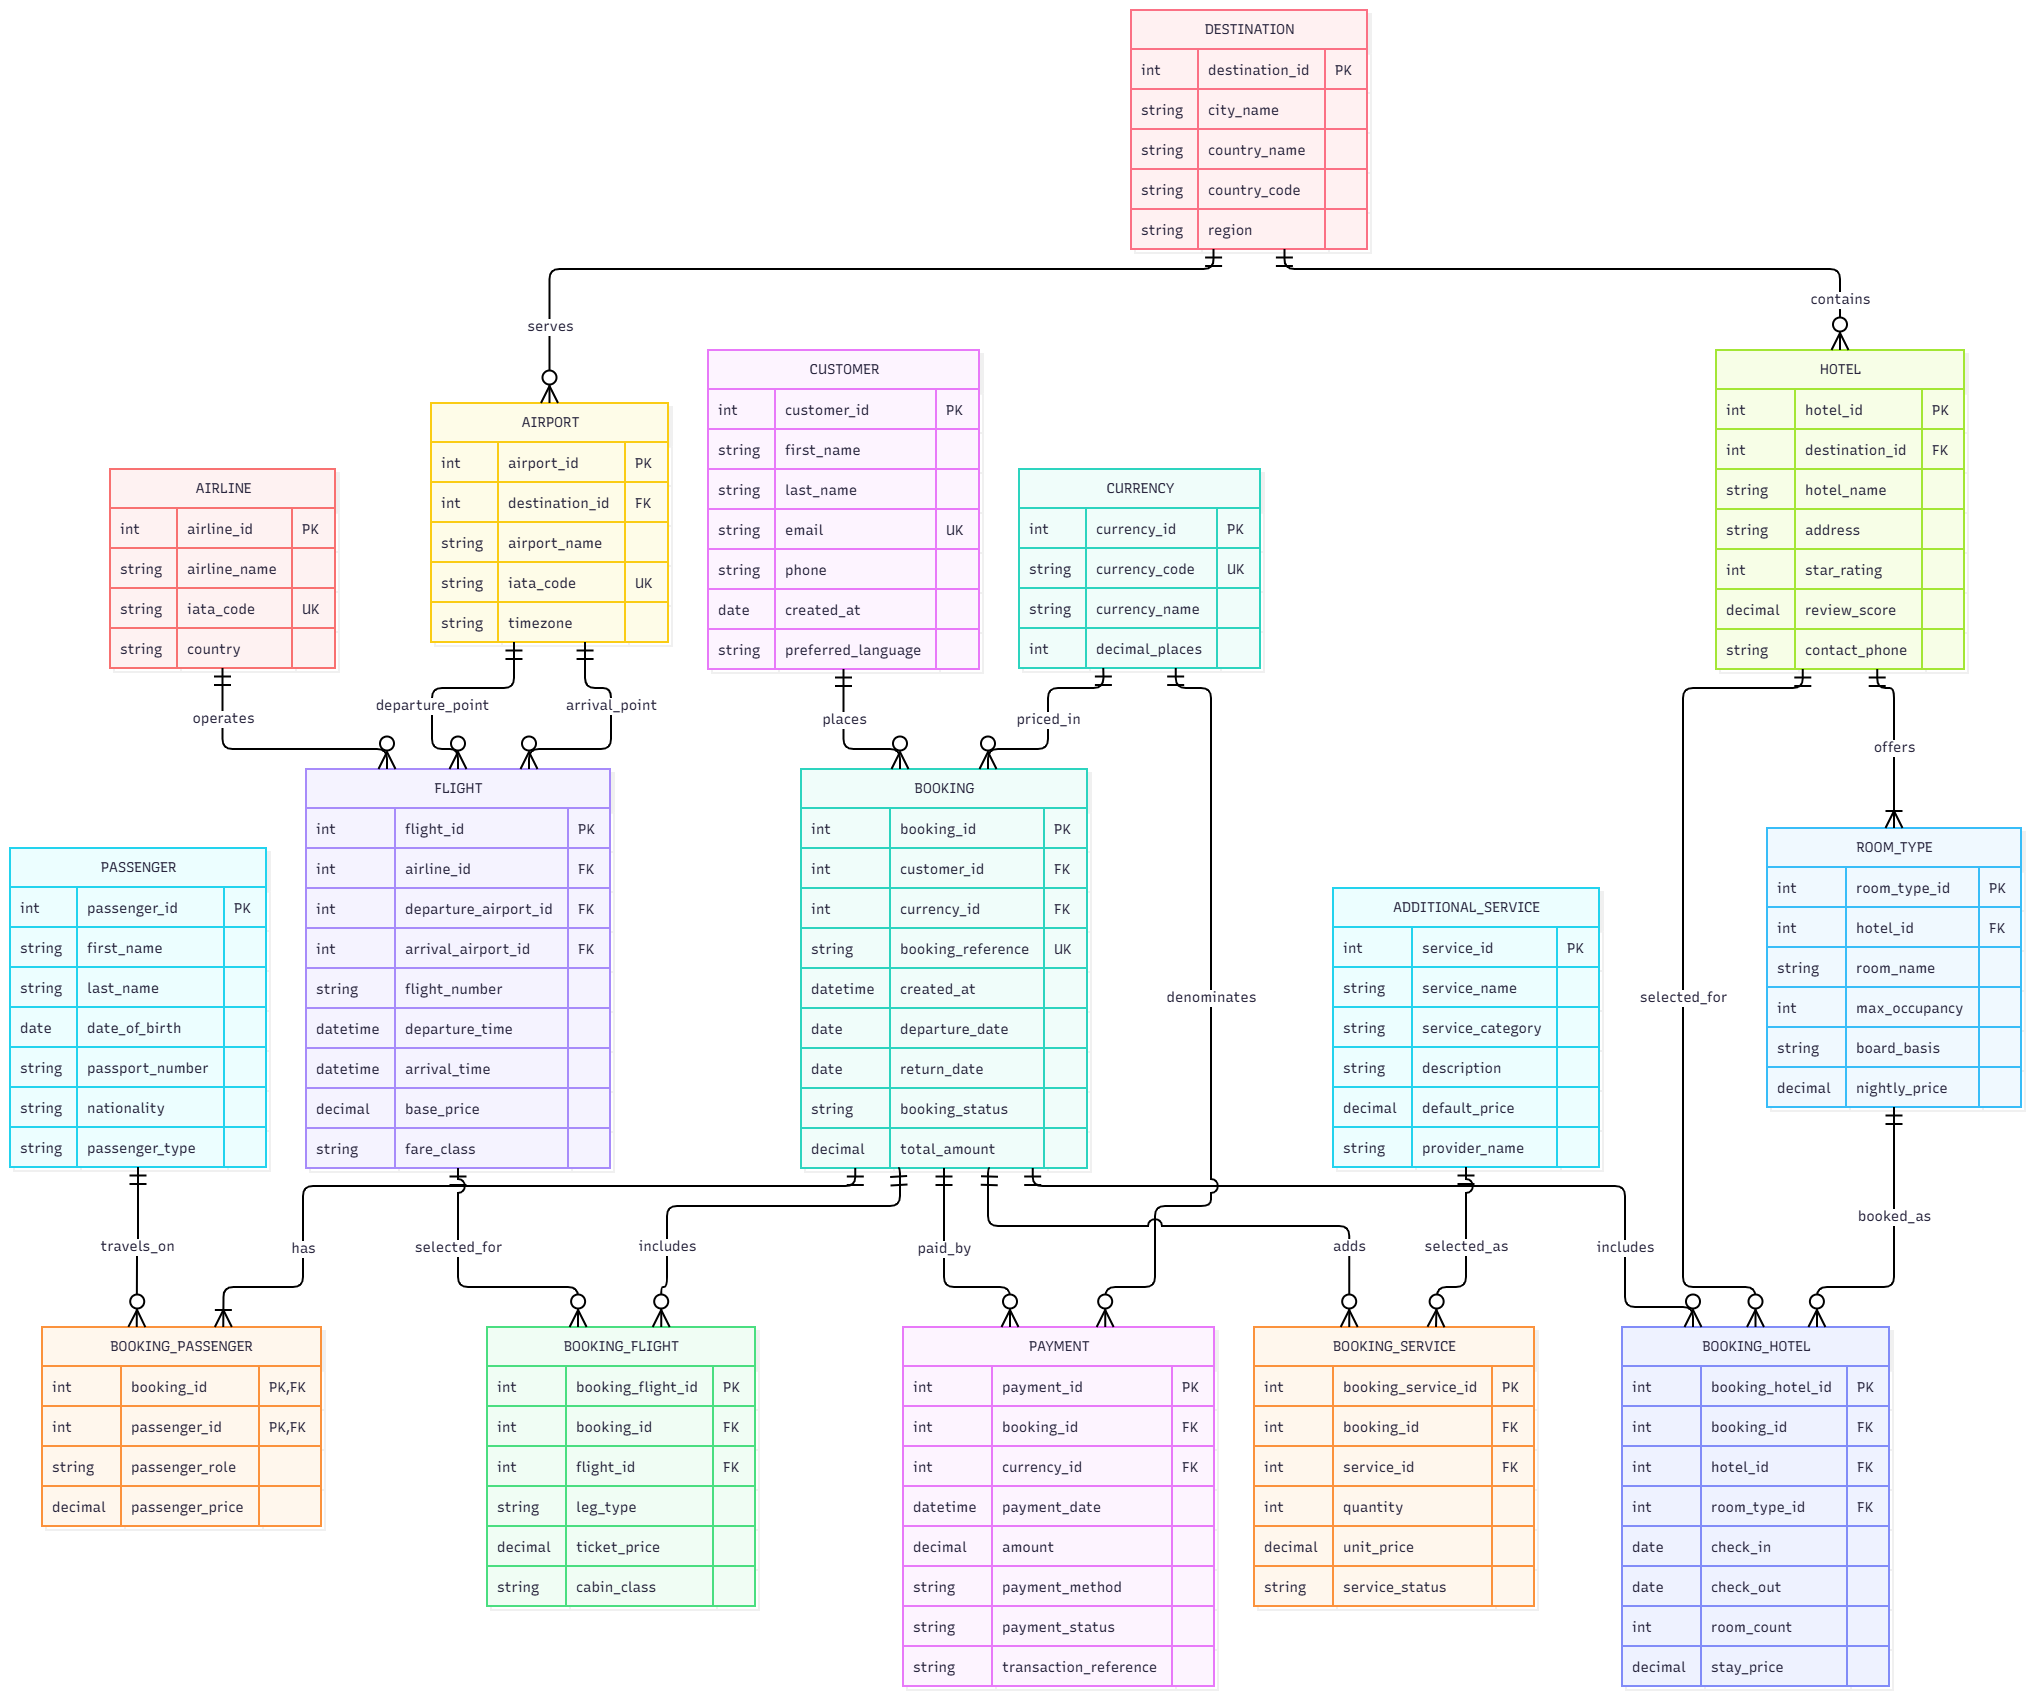 DESTINATION
int destination_id PK
string city_name
string country_name
string country_code
string region
serves
contains
CUSTOMER
int customer_id PK
string first_name
string last_name
string email UK
string phone
date created_at
string preferred_language
HOTEL
int hotel_id PK
int destination_id FK
string hotel_name
string address
int star_rating
decimal review_score
string contact_phone
AIRPORT
int airport_id PK
int destination_id FK
string airport_name
string iata_code UK
string timezone
AIRLINE
int airline_id PK
string airline_name
string iata_code UK
string country
CURRENCY
int currency_id PK
string currency_code UK
string currency_name
int decimal_places
operates
departure_point
arrival_point
places
priced_in
offers
FLIGHT
int flight_id PK
int airline_id FK
int departure_airport_id FK
int arrival_airport_id FK
string flight_number
datetime departure_time
datetime arrival_time
decimal base_price
string fare_class
BOOKING
int booking_id PK
int customer_id FK
int currency_id FK
string booking_reference UK
datetime created_at
date departure_date
date return_date
string booking_status
decimal total_amount
ROOM_TYPE
int room_type_id PK
int hotel_id FK
string room_name
int max_occupancy
string board_basis
decimal nightly_price
PASSENGER
int passenger_id PK
string first_name
string last_name
date date_of_birth
string passport_number
string nationality
string passenger_type
ADDITIONAL_SERVICE
int service_id PK
string service_name
string service_category
string description
decimal default_price
string provider_name
denominates
selected_for
booked_as
travels_on
has
selected_for
includes
paid_by
adds
selected_as
includes
BOOKING_PASSENGER
int booking_id PK,FK
int passenger_id PK,FK
string passenger_role
decimal passenger_price
BOOKING_FLIGHT
int booking_flight_id PK
int booking_id FK
int flight_id FK
string leg_type
decimal ticket_price
string cabin_class
PAYMENT
int payment_id PK
int booking_id FK
int currency_id FK
datetime payment_date
decimal amount
string payment_method
string payment_status
string transaction_reference
BOOKING_SERVICE
int booking_service_id PK
int booking_id FK
int service_id FK
int quantity
decimal unit_price
string service_status
BOOKING_HOTEL
int booking_hotel_id PK
int booking_id FK
int hotel_id FK
int room_type_id FK
date check_in
date check_out
int room_count
decimal stay_price